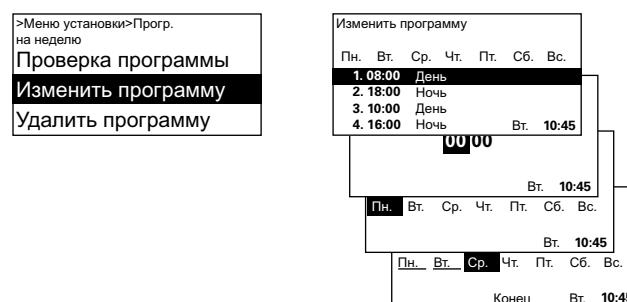 >Меню установки>Прогр.
на неделю
Проверка программы
Изменить программу
Удалить программу
Изменить программу
Пн. Вт. Ср. Чт. Пт. Сб. Вс.
1. 08:00 День
2. 18:00 Ночь
3. 10:00 День
4. 16:00 Ночь Вт. 10:45
00 00
Вт. 10:45
Пн. Вт. Ср. Чт. Пт. Сб. Вс.
Вт. 10:45
Пн. Вт. Ср. Чт. Пт. Сб. Вс.
Конец Вт. 10:45